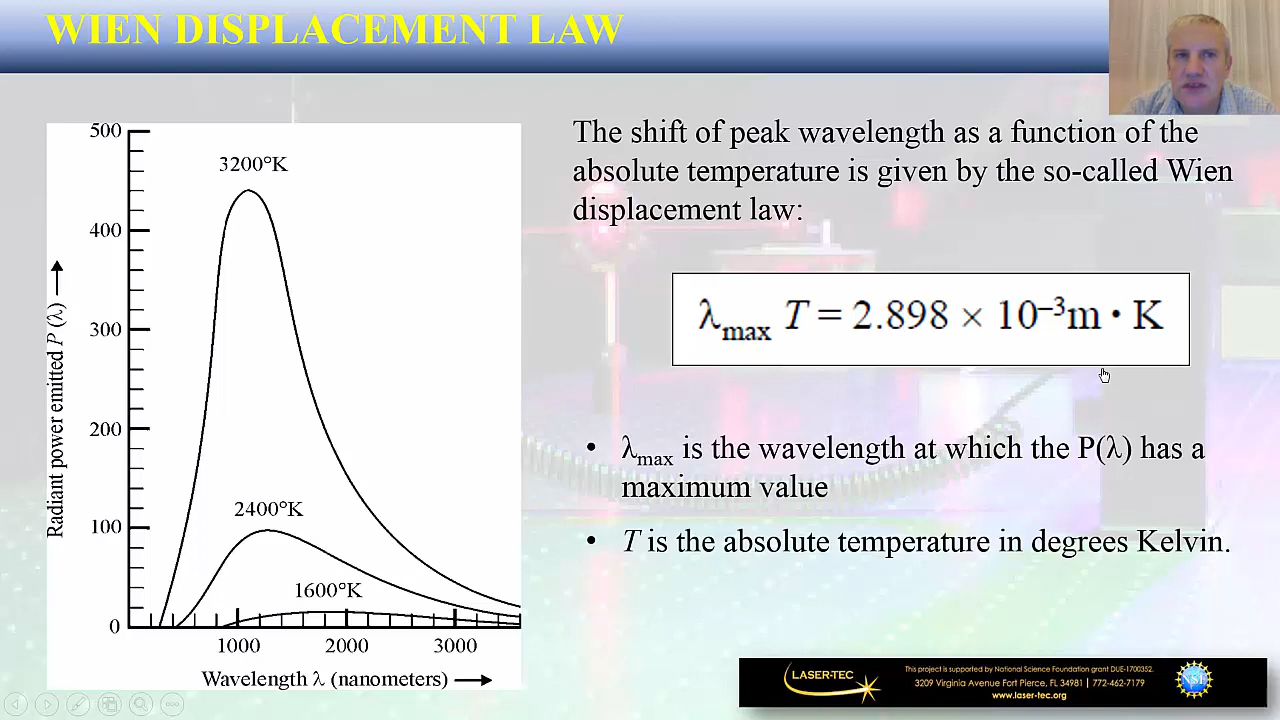 WIEN DISPLACEMENT LAW
The shift of peak wavelength as a function of the
absolute temperature is given by the so-called Wien
displacement law:
λmax T = 2.898 × 10⁻³m • K
• λmax is the wavelength at which the P(λ) has a
maximum value
• T is the absolute temperature in degrees Kelvin.
500
400
300
200
100
0
Radiant power emitted P (λ)
3200°K
2400°K
1600°K
1000 2000 3000
Wavelength λ (nanometers)
LASER-TEC
This project is supported by National Science Foundation grant DUE-1700352.
3209 Virginia Avenue Fort Pierce, FL 34981 | 772-462-7179
www.laser-tec.org
NSF